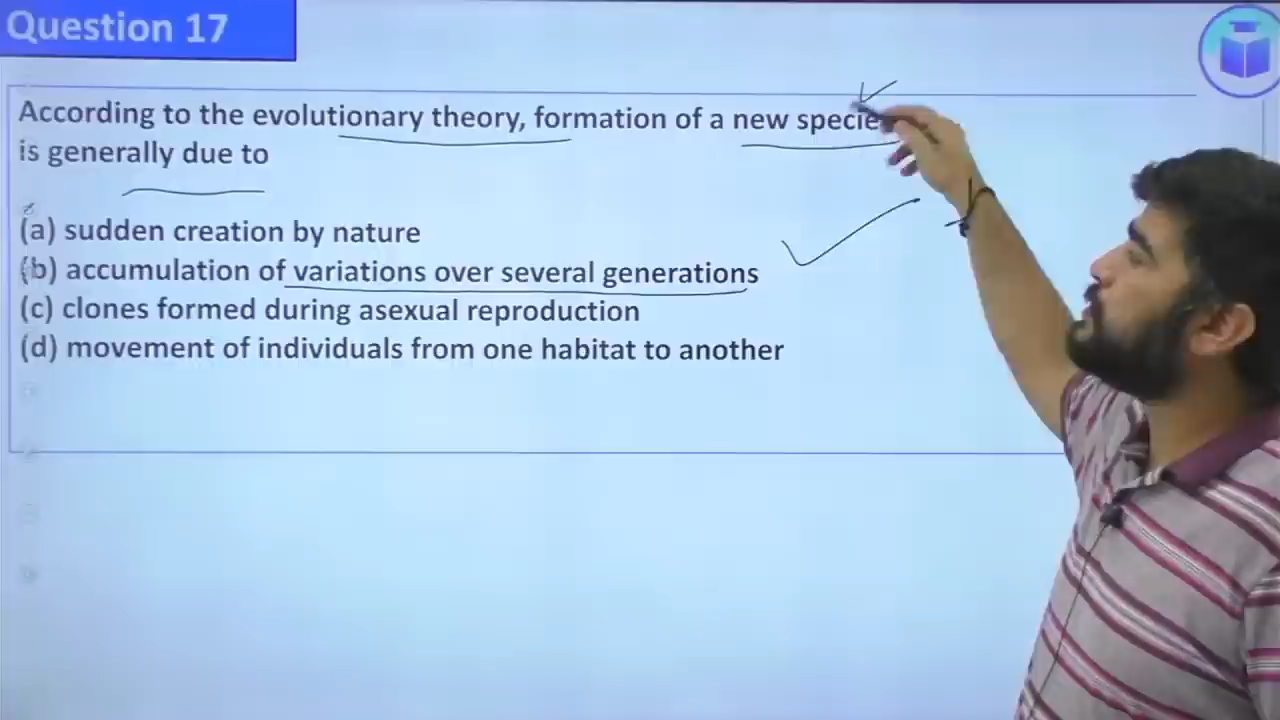 Question 17
According to the evolutionary theory, formation of a new specie
is generally due to
(a) sudden creation by nature
(b) accumulation of variations over several generations
(c) clones formed during asexual reproduction
(d) movement of individuals from one habitat to another